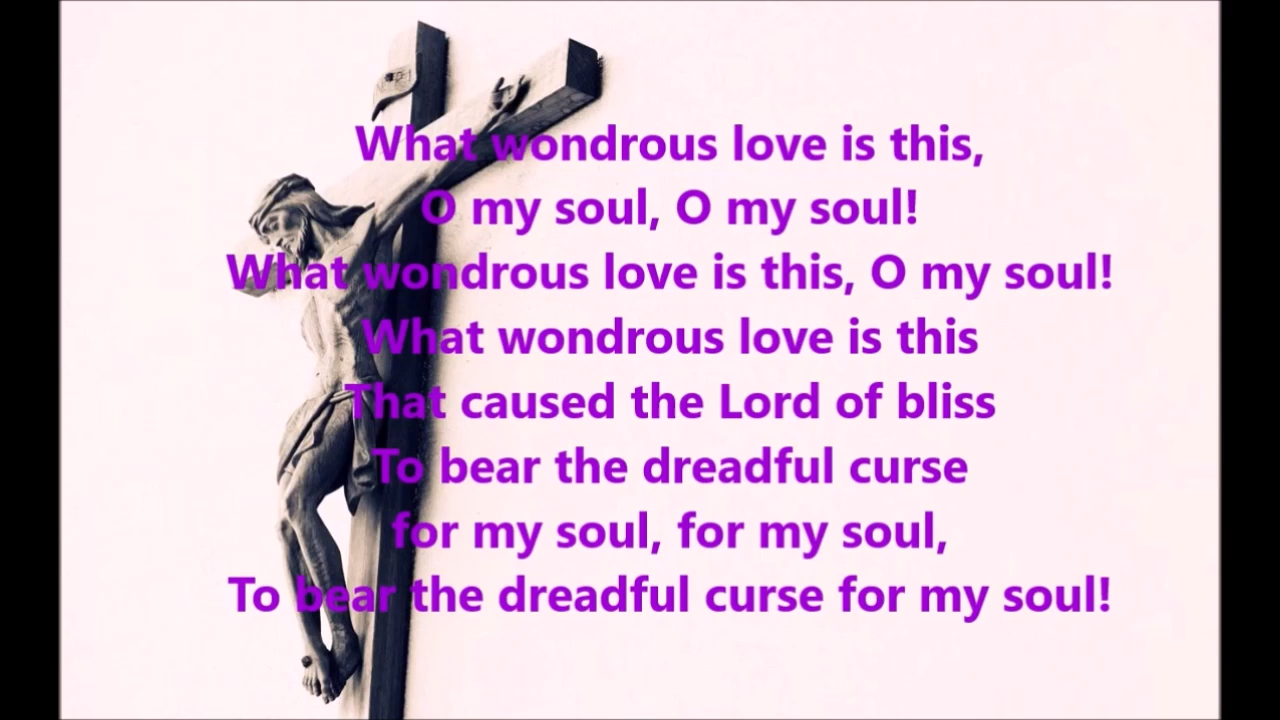 What wondrous love is this,
O my soul, O my soul!
What wondrous love is this, O my soul!
What wondrous love is this
That caused the Lord of bliss
To bear the dreadful curse
for my soul, for my soul,
To bear the dreadful curse for my soul!